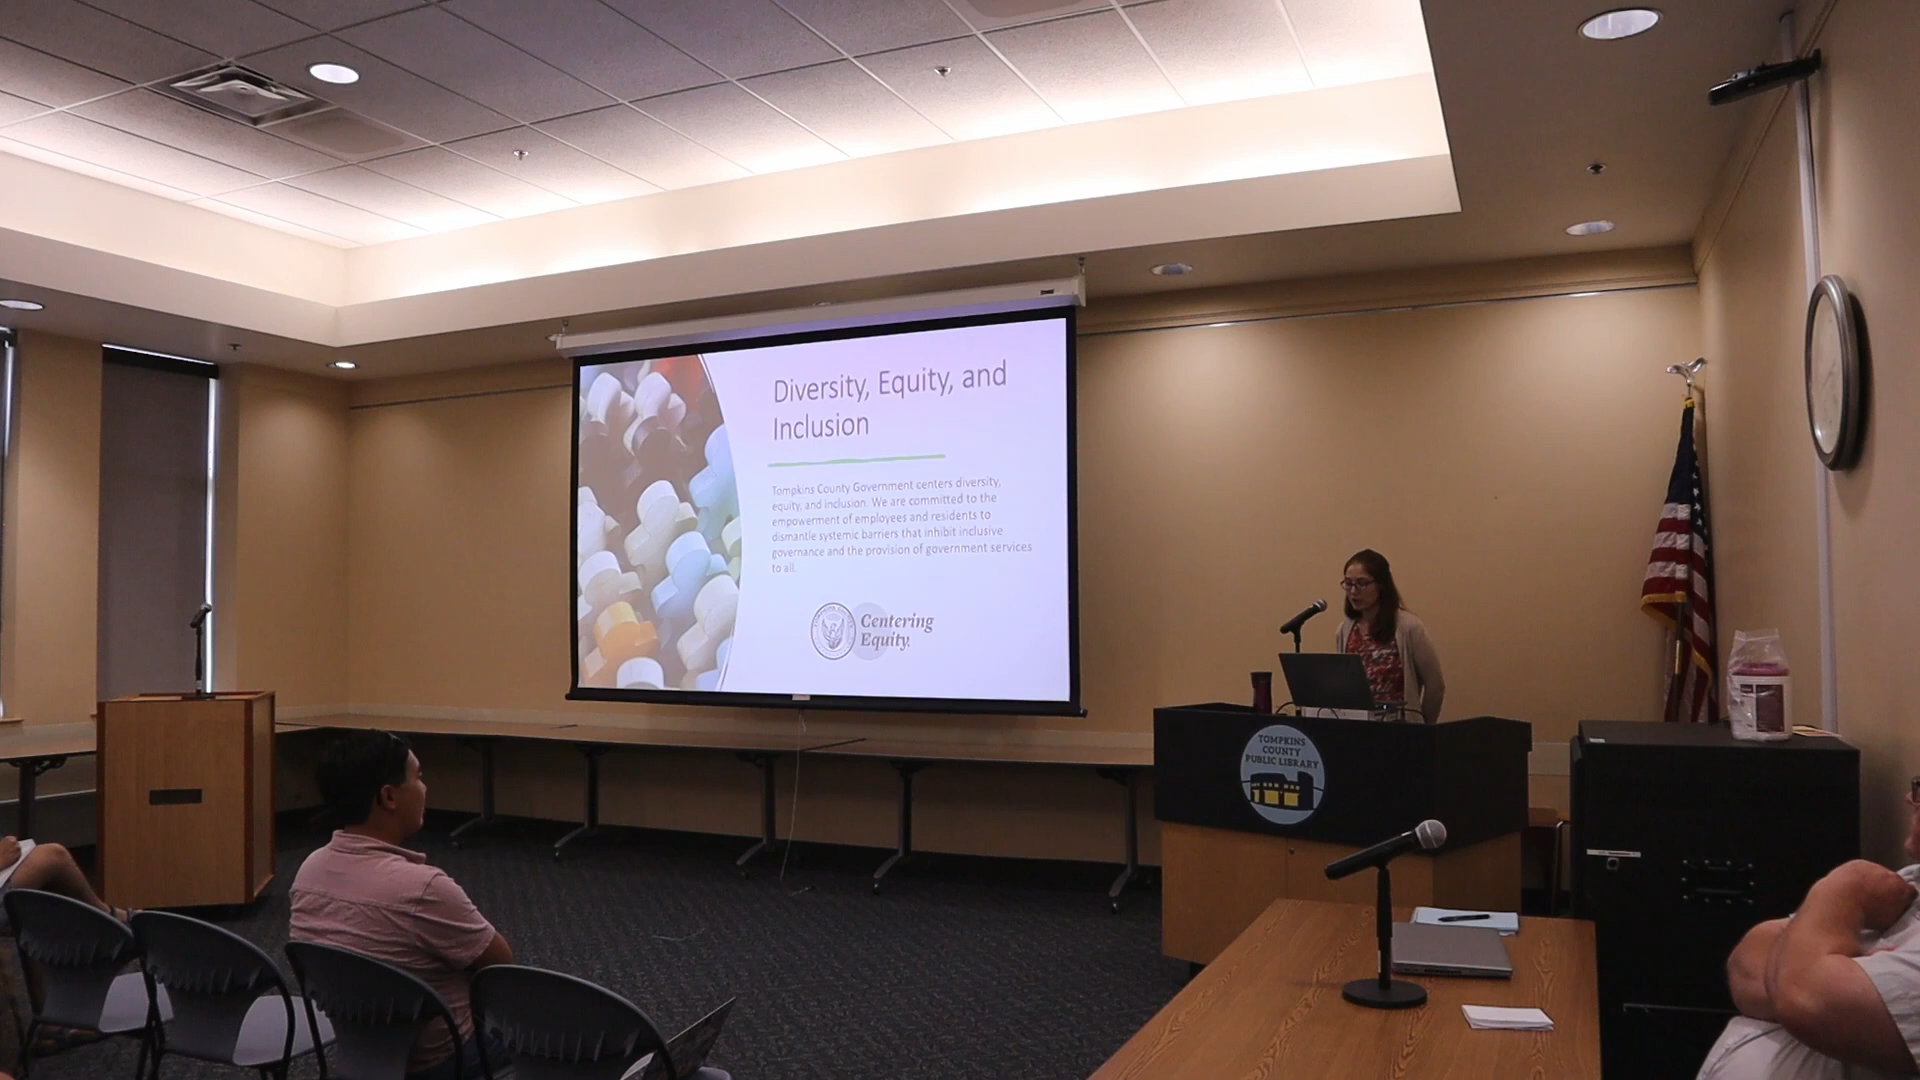 Diversity, Equity, and
Inclusion
Tompkins County Government centers diversity,
equity, and inclusion. We are committed to the
empowerment of employees and residents to
dismantle systemic barriers that inhibit inclusive
governance and the provision of government services
to all.
Centering
Equity.
TOMPKINS
COUNTY
PUBLIC LIBRARY